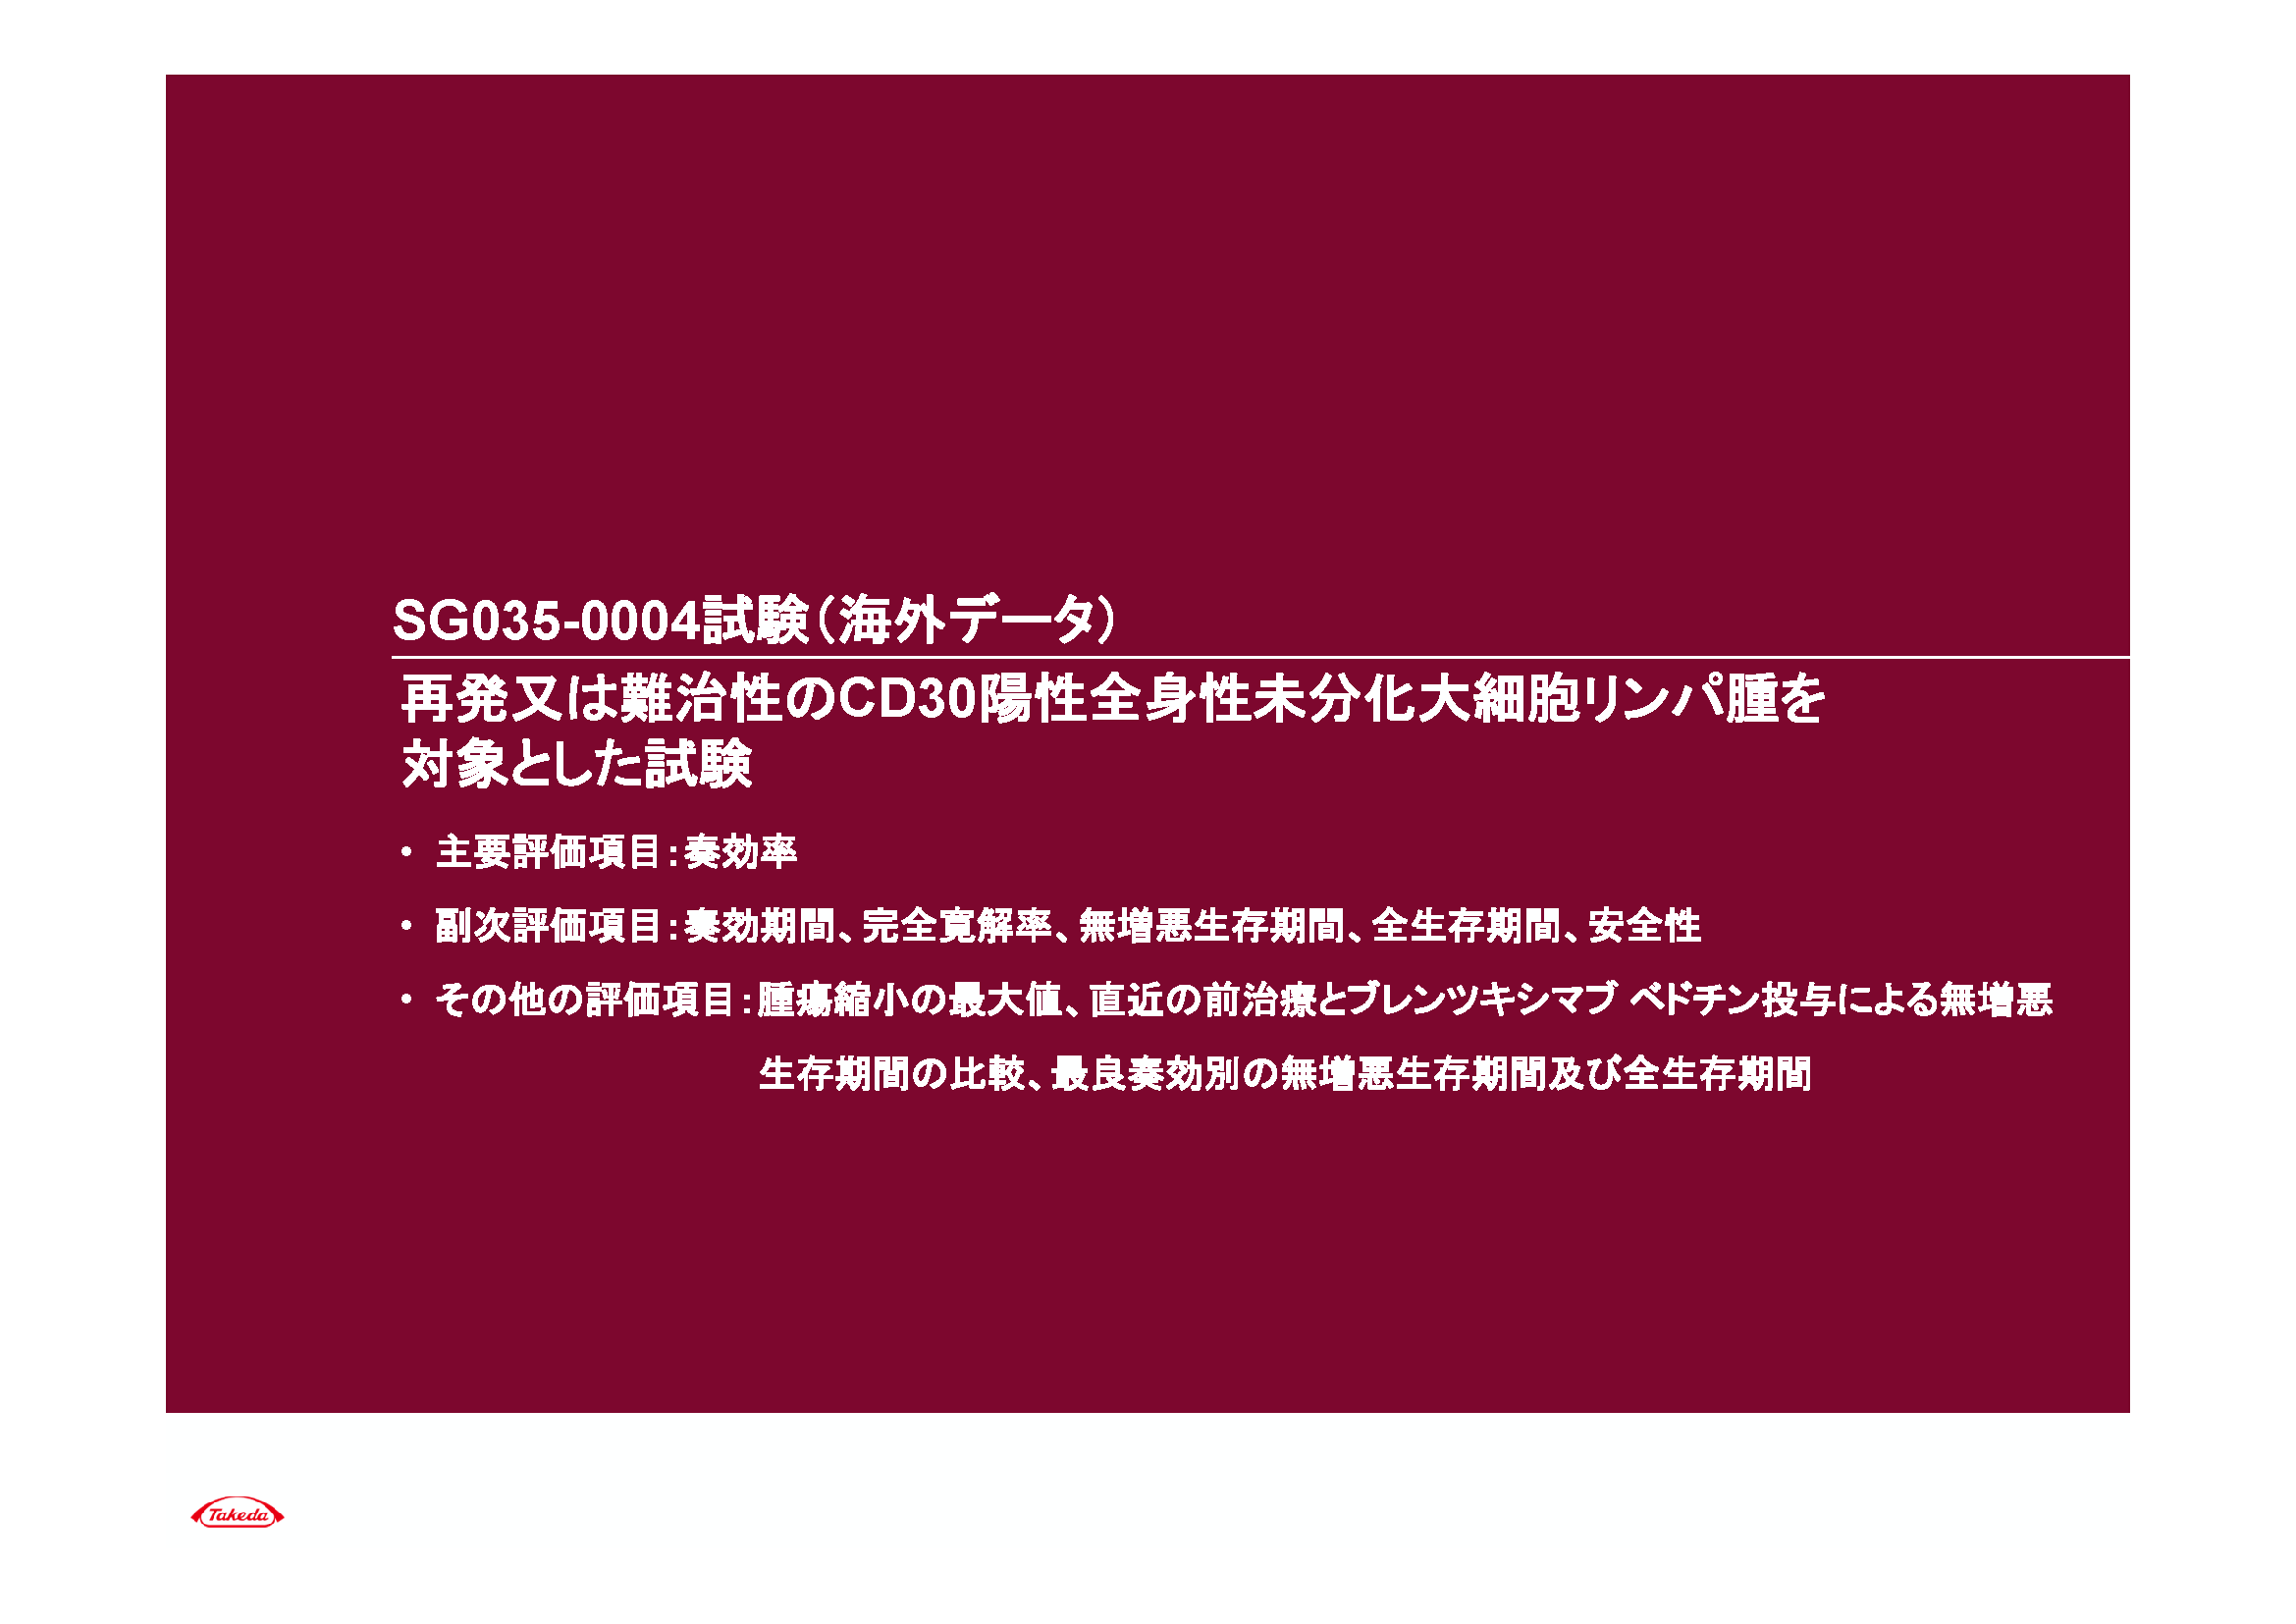 SG035-0004試験（海外データ）
再発又は難治性のCD30陽性全身性未分化大細胞リンパ腫を
対象とした試験
• 主要評価項目：奏効率
• 副次評価項目：奏効期間、完全寛解率、無増悪生存期間、全生存期間、安全性
• その他の評価項目：腫瘍縮小の最大値、直近の前治療とブレンツキシマブ ベドチン投与による無増悪
生存期間の比較、最良奏効別の無増悪生存期間及び全生存期間
Takeda